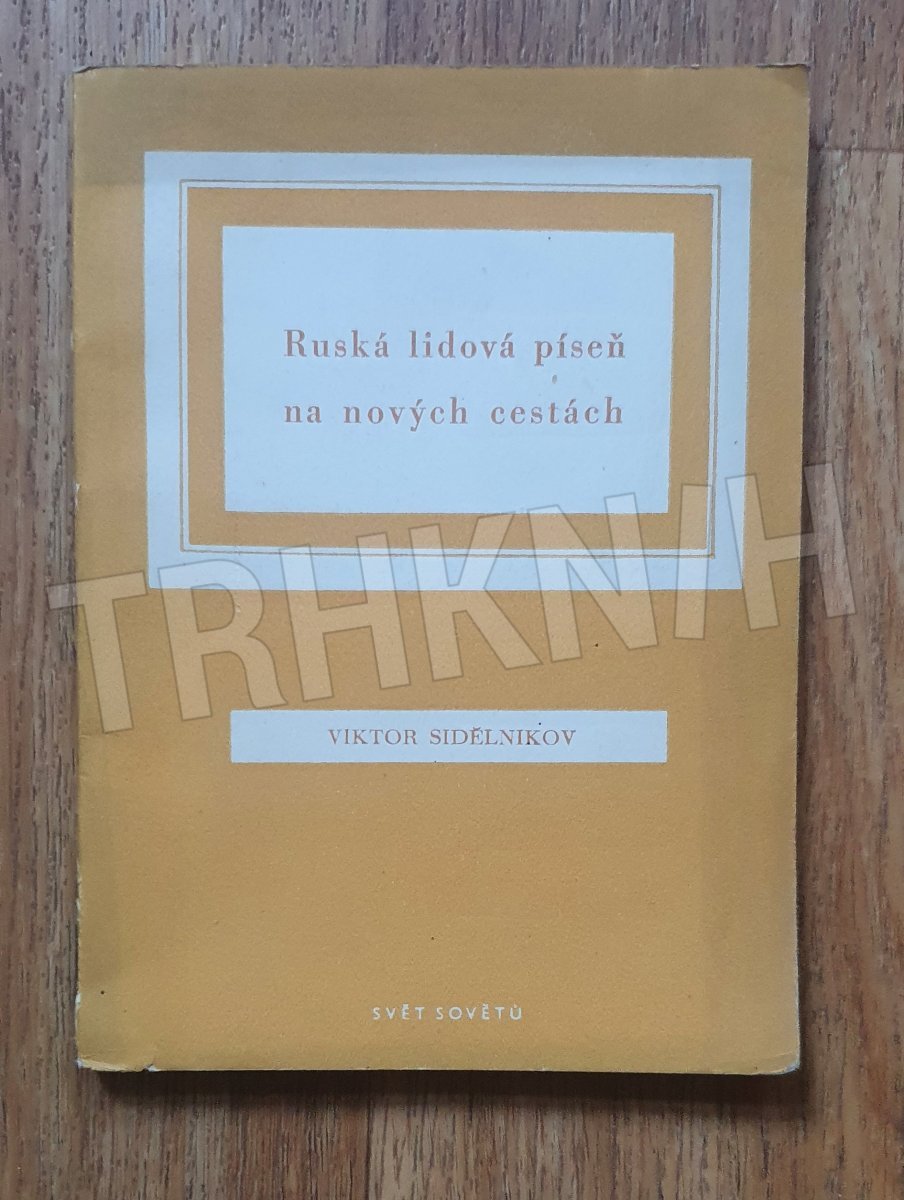 Ruská lidová píseň
na nových cestách
TRHKNIH
VIKTOR SIDĚLNIKOV
SVĚT SOVĚTŮ